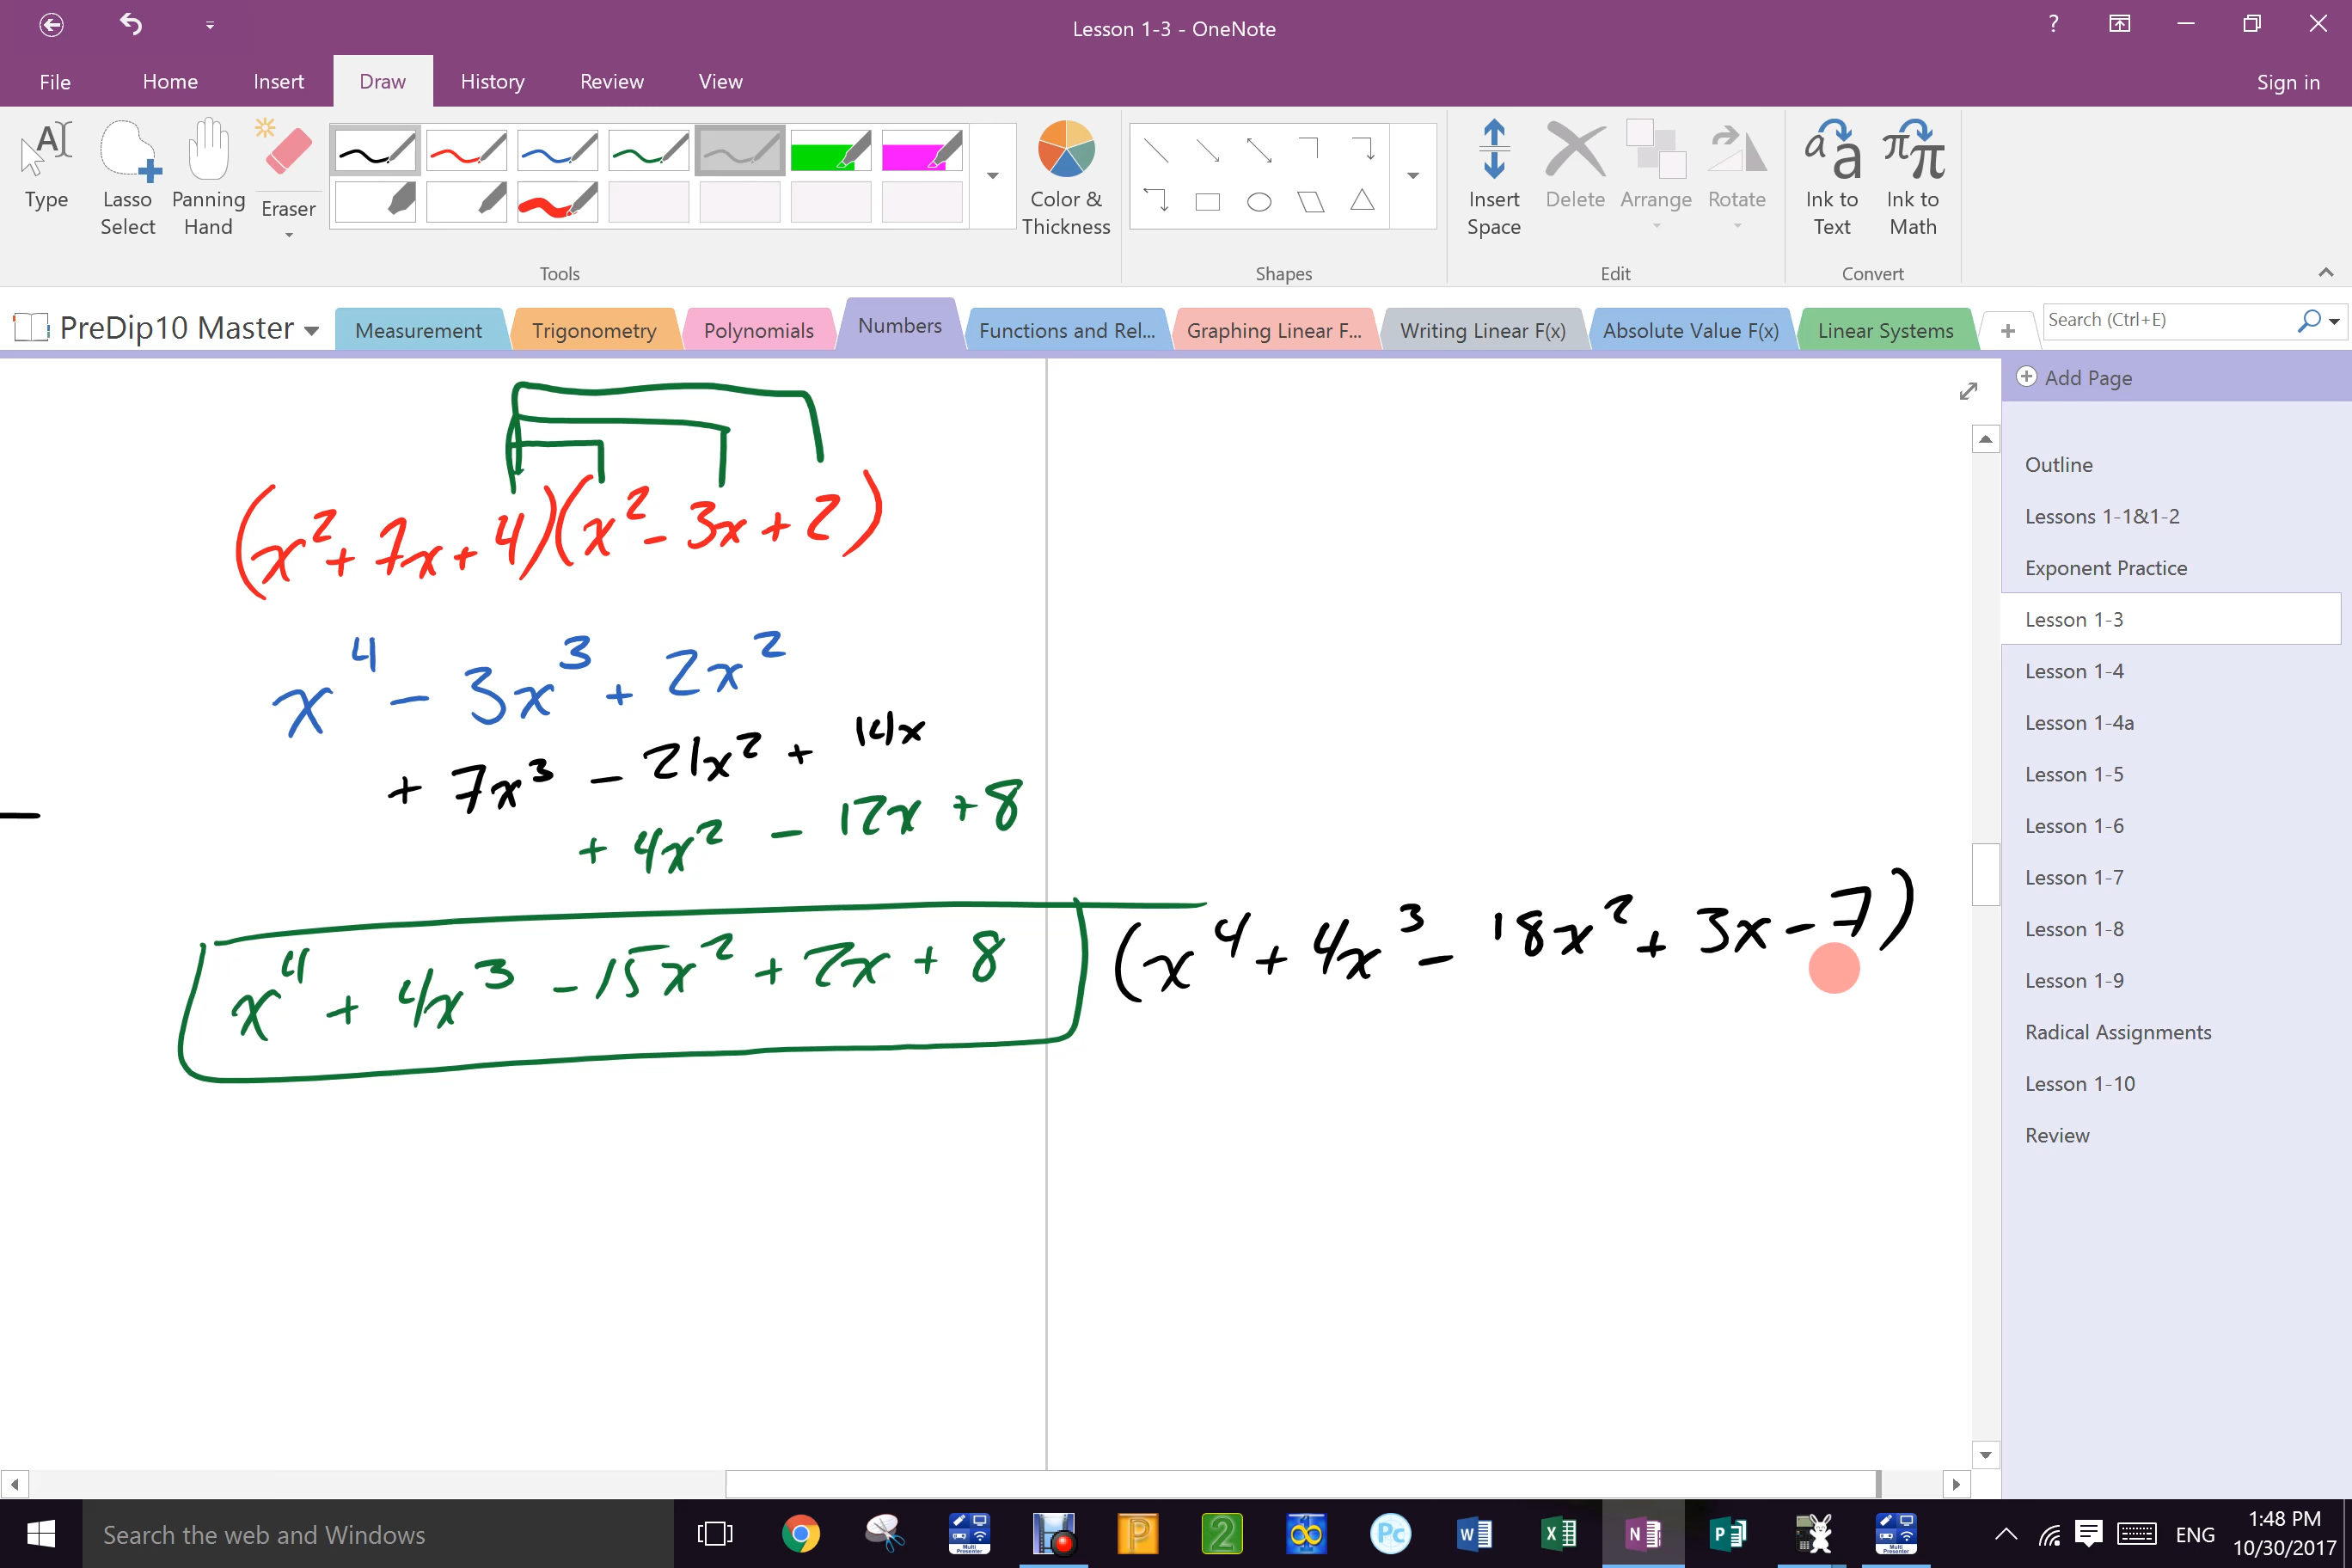 Lesson 1-3 - OneNote
?
File Home Insert Draw History Review View Sign in
Type
Lasso Select
Panning Hand
Eraser
Color & Thickness
Insert Space
Delete
Arrange
Rotate
Ink to Text
Ink to Math
Tools Shapes Edit Convert
PreDip10 Master Measurement Trigonometry Polynomials Numbers Functions and Rel... Graphing Linear F... Writing Linear F(x) Absolute Value F(x) Linear Systems + Search (Ctrl+E)
Add Page
Outline
Lessons 1-1&1-2
Exponent Practice
Lesson 1-3
Lesson 1-4
Lesson 1-4a
Lesson 1-5
Lesson 1-6
Lesson 1-7
Lesson 1-8
Lesson 1-9
Radical Assignments
Lesson 1-10
Review
(x² + 7x + 4)(x² - 3x + 2)
x⁴ - 3x³ + 2x²
+ 7x³ - 21x² + 14x
+ 4x² - 12x + 8
x⁴ + 4x³ - 15x² + 2x + 8 (x⁴ + 4x³ - 18x² + 3x - 7)
Search the web and Windows
ENG
1:48 PM
10/30/2017